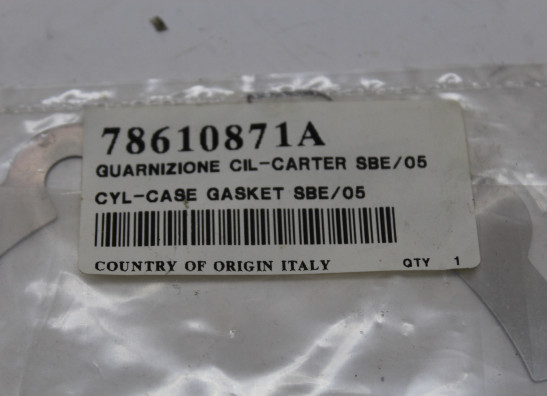 78610871A
GUARNIZIONE CIL-CARTER SBE/05
CYL-CASE GASKET SBE/05
COUNTRY OF ORIGIN ITALY QTY 1